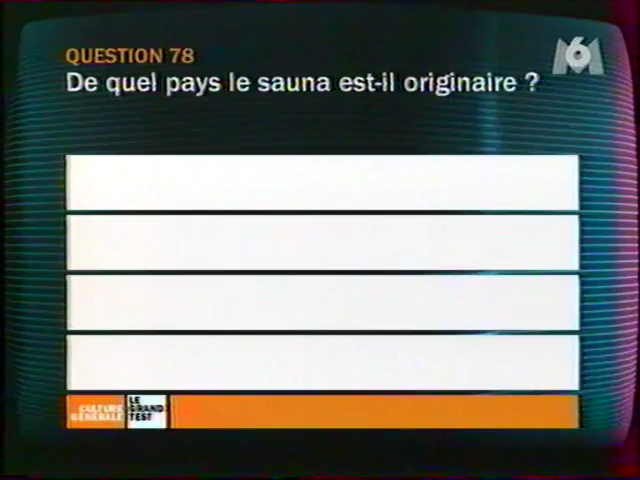 QUESTION 78
De quel pays le sauna est-il originaire ?
M6
CULTURE
GÉNÉRALE
LE
GRAND
TEST